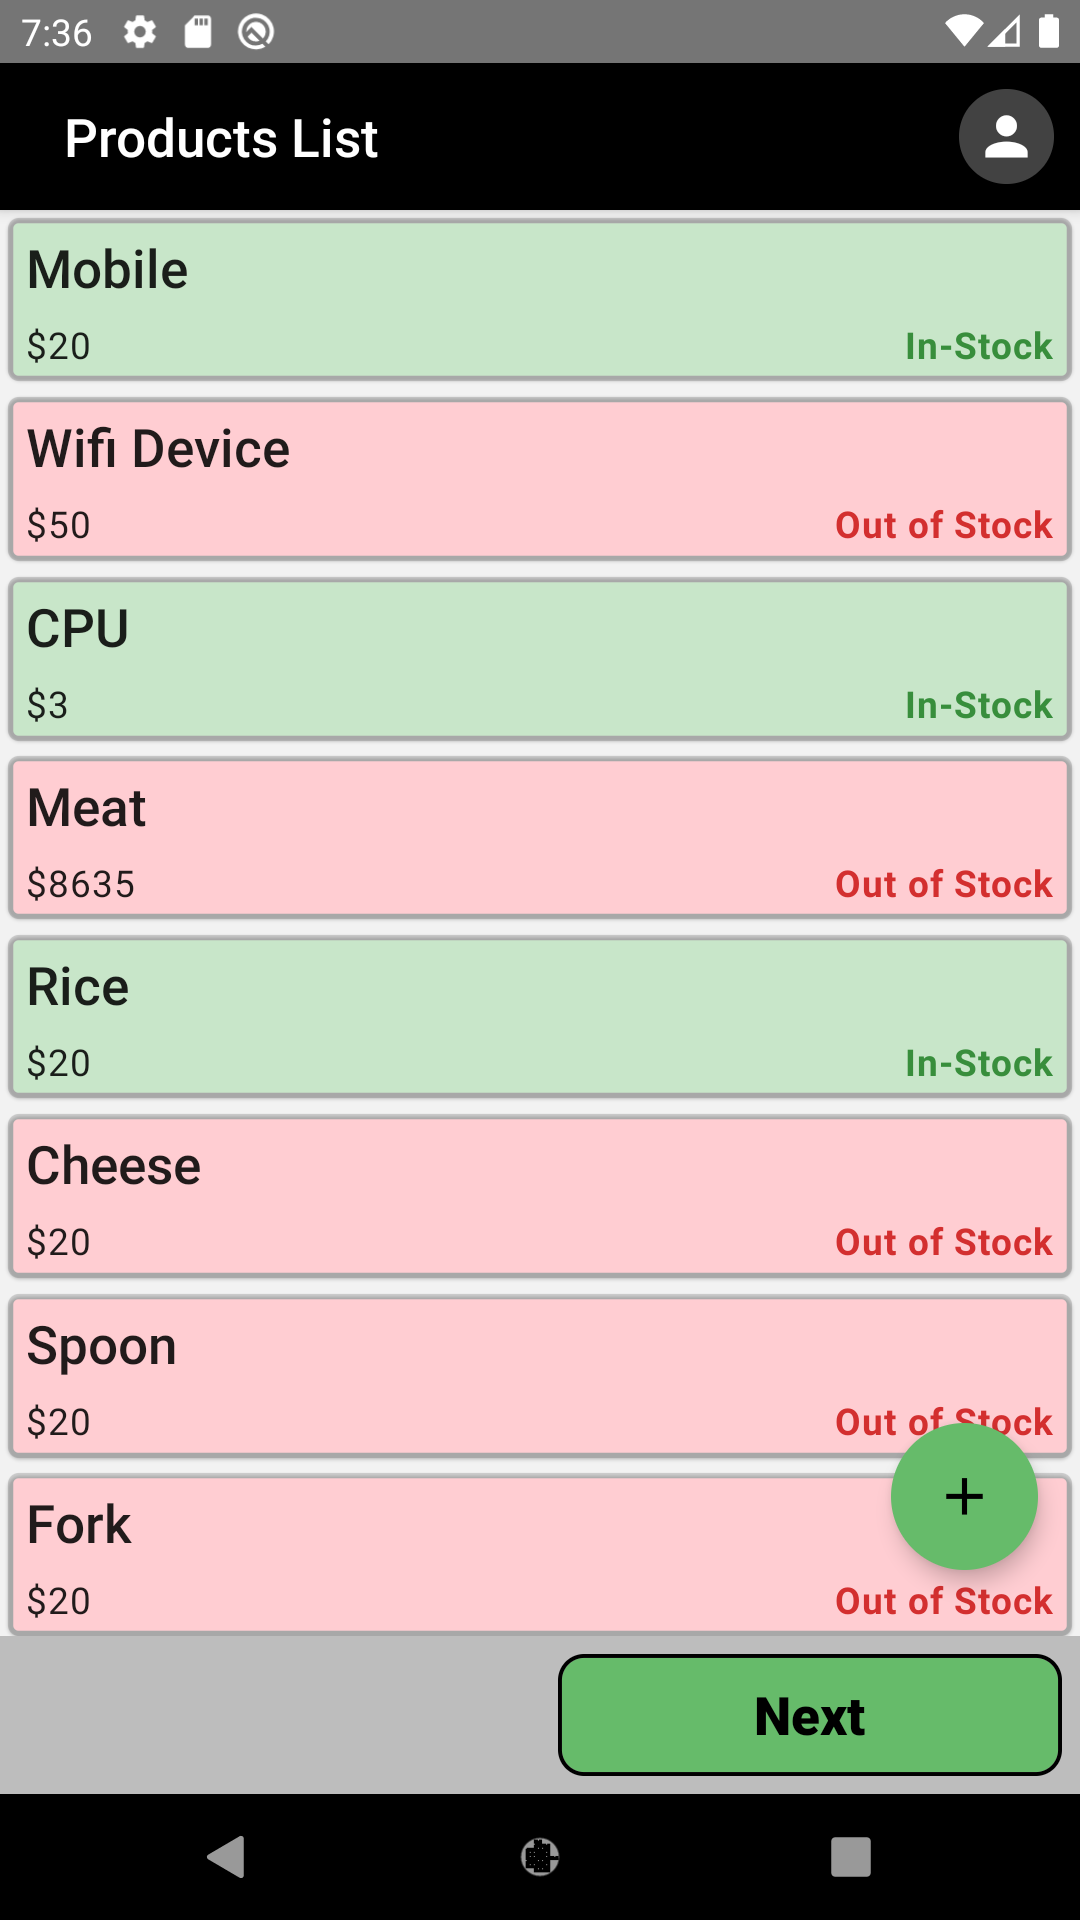 7:36
Products List
Mobile
$20 In-Stock
Wifi Device
$50 Out of Stock
CPU
$3 In-Stock
Meat
$8635 Out of Stock
Rice
$20 In-Stock
Cheese
$20 Out of Stock
Spoon
$20 Out of Stock
Fork
$20 Out of Stock
Next